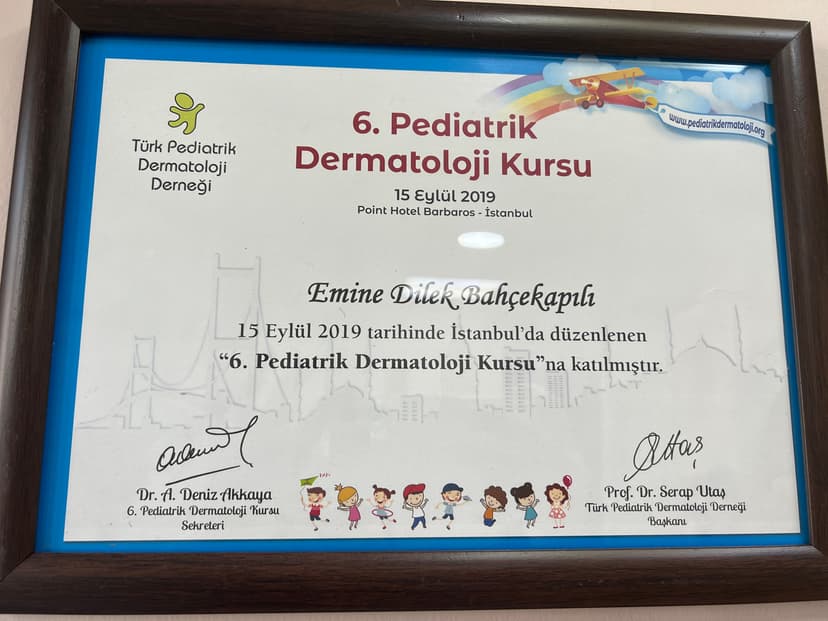 Türk Pediatrik
Dermatoloji
Derneği
6. Pediatrik
Dermatoloji Kursu
15 Eylül 2019
Point Hotel Barbaros - İstanbul
www.pediatrikdermatoloji.org
Emine Dilek Bahçekapılı
15 Eylül 2019 tarihinde İstanbul'da düzenlenen
“6. Pediatrik Dermatoloji Kursu”na katılmıştır.
Dr. A. Deniz Akkaya
6. Pediatrik Dermatoloji Kursu
Sekreteri
Prof. Dr. Serap Utaş
Türk Pediatrik Dermatoloji Derneği
Başkanı